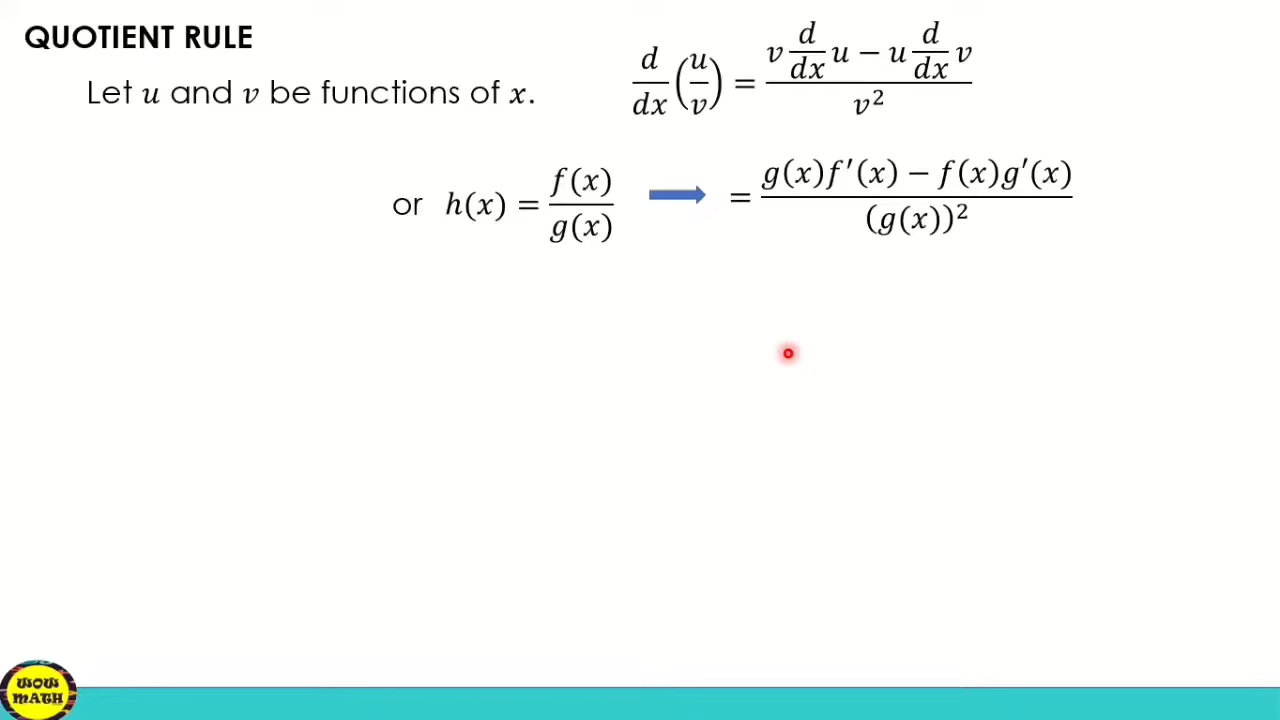 QUOTIENT RULE
Let u and v be functions of x.
d/dx (u/v) = (v d/dx u − u d/dx v)/v²
or h(x) = f(x)/g(x) = (g(x)f′(x) − f(x)g′(x))/(g(x))²
WOW
MATH